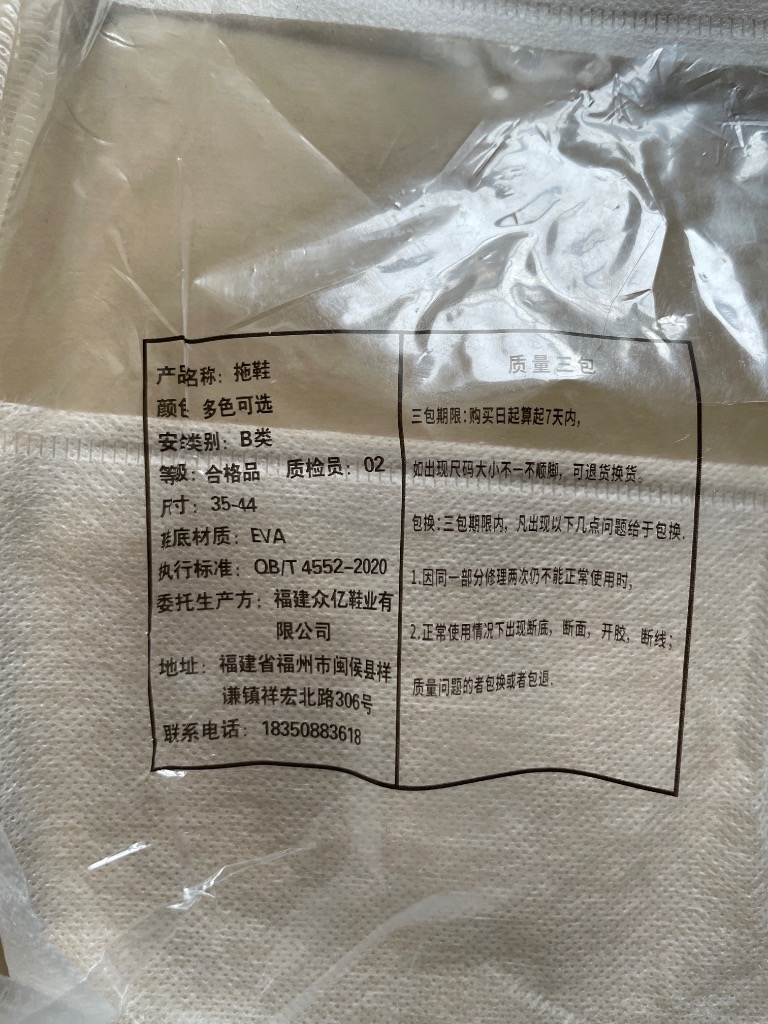 产品名称：拖鞋
颜色 多色可选
安 类别：B类
等级：合格品 质检员：02
尺寸：35-44
鞋底材质：EVA
执行标准：QB/T 4552-2020
委托生产方：福建众亿鞋业有
限公司
地址：福建省福州市闽侯县祥
谦镇祥宏北路306号
联系电话：18350883618
质量三包
三包期限：购买日起算起7天内，
如出现尺码大小不一不顺脚，可退货换货。
包换：三包期限内，凡出现以下几点问题给于包换．
1.因同一部分修理两次仍不能正常使用时，
2.正常使用情况下出现断底，断面，开胶，断线；
质量问题的者包换或者包退．